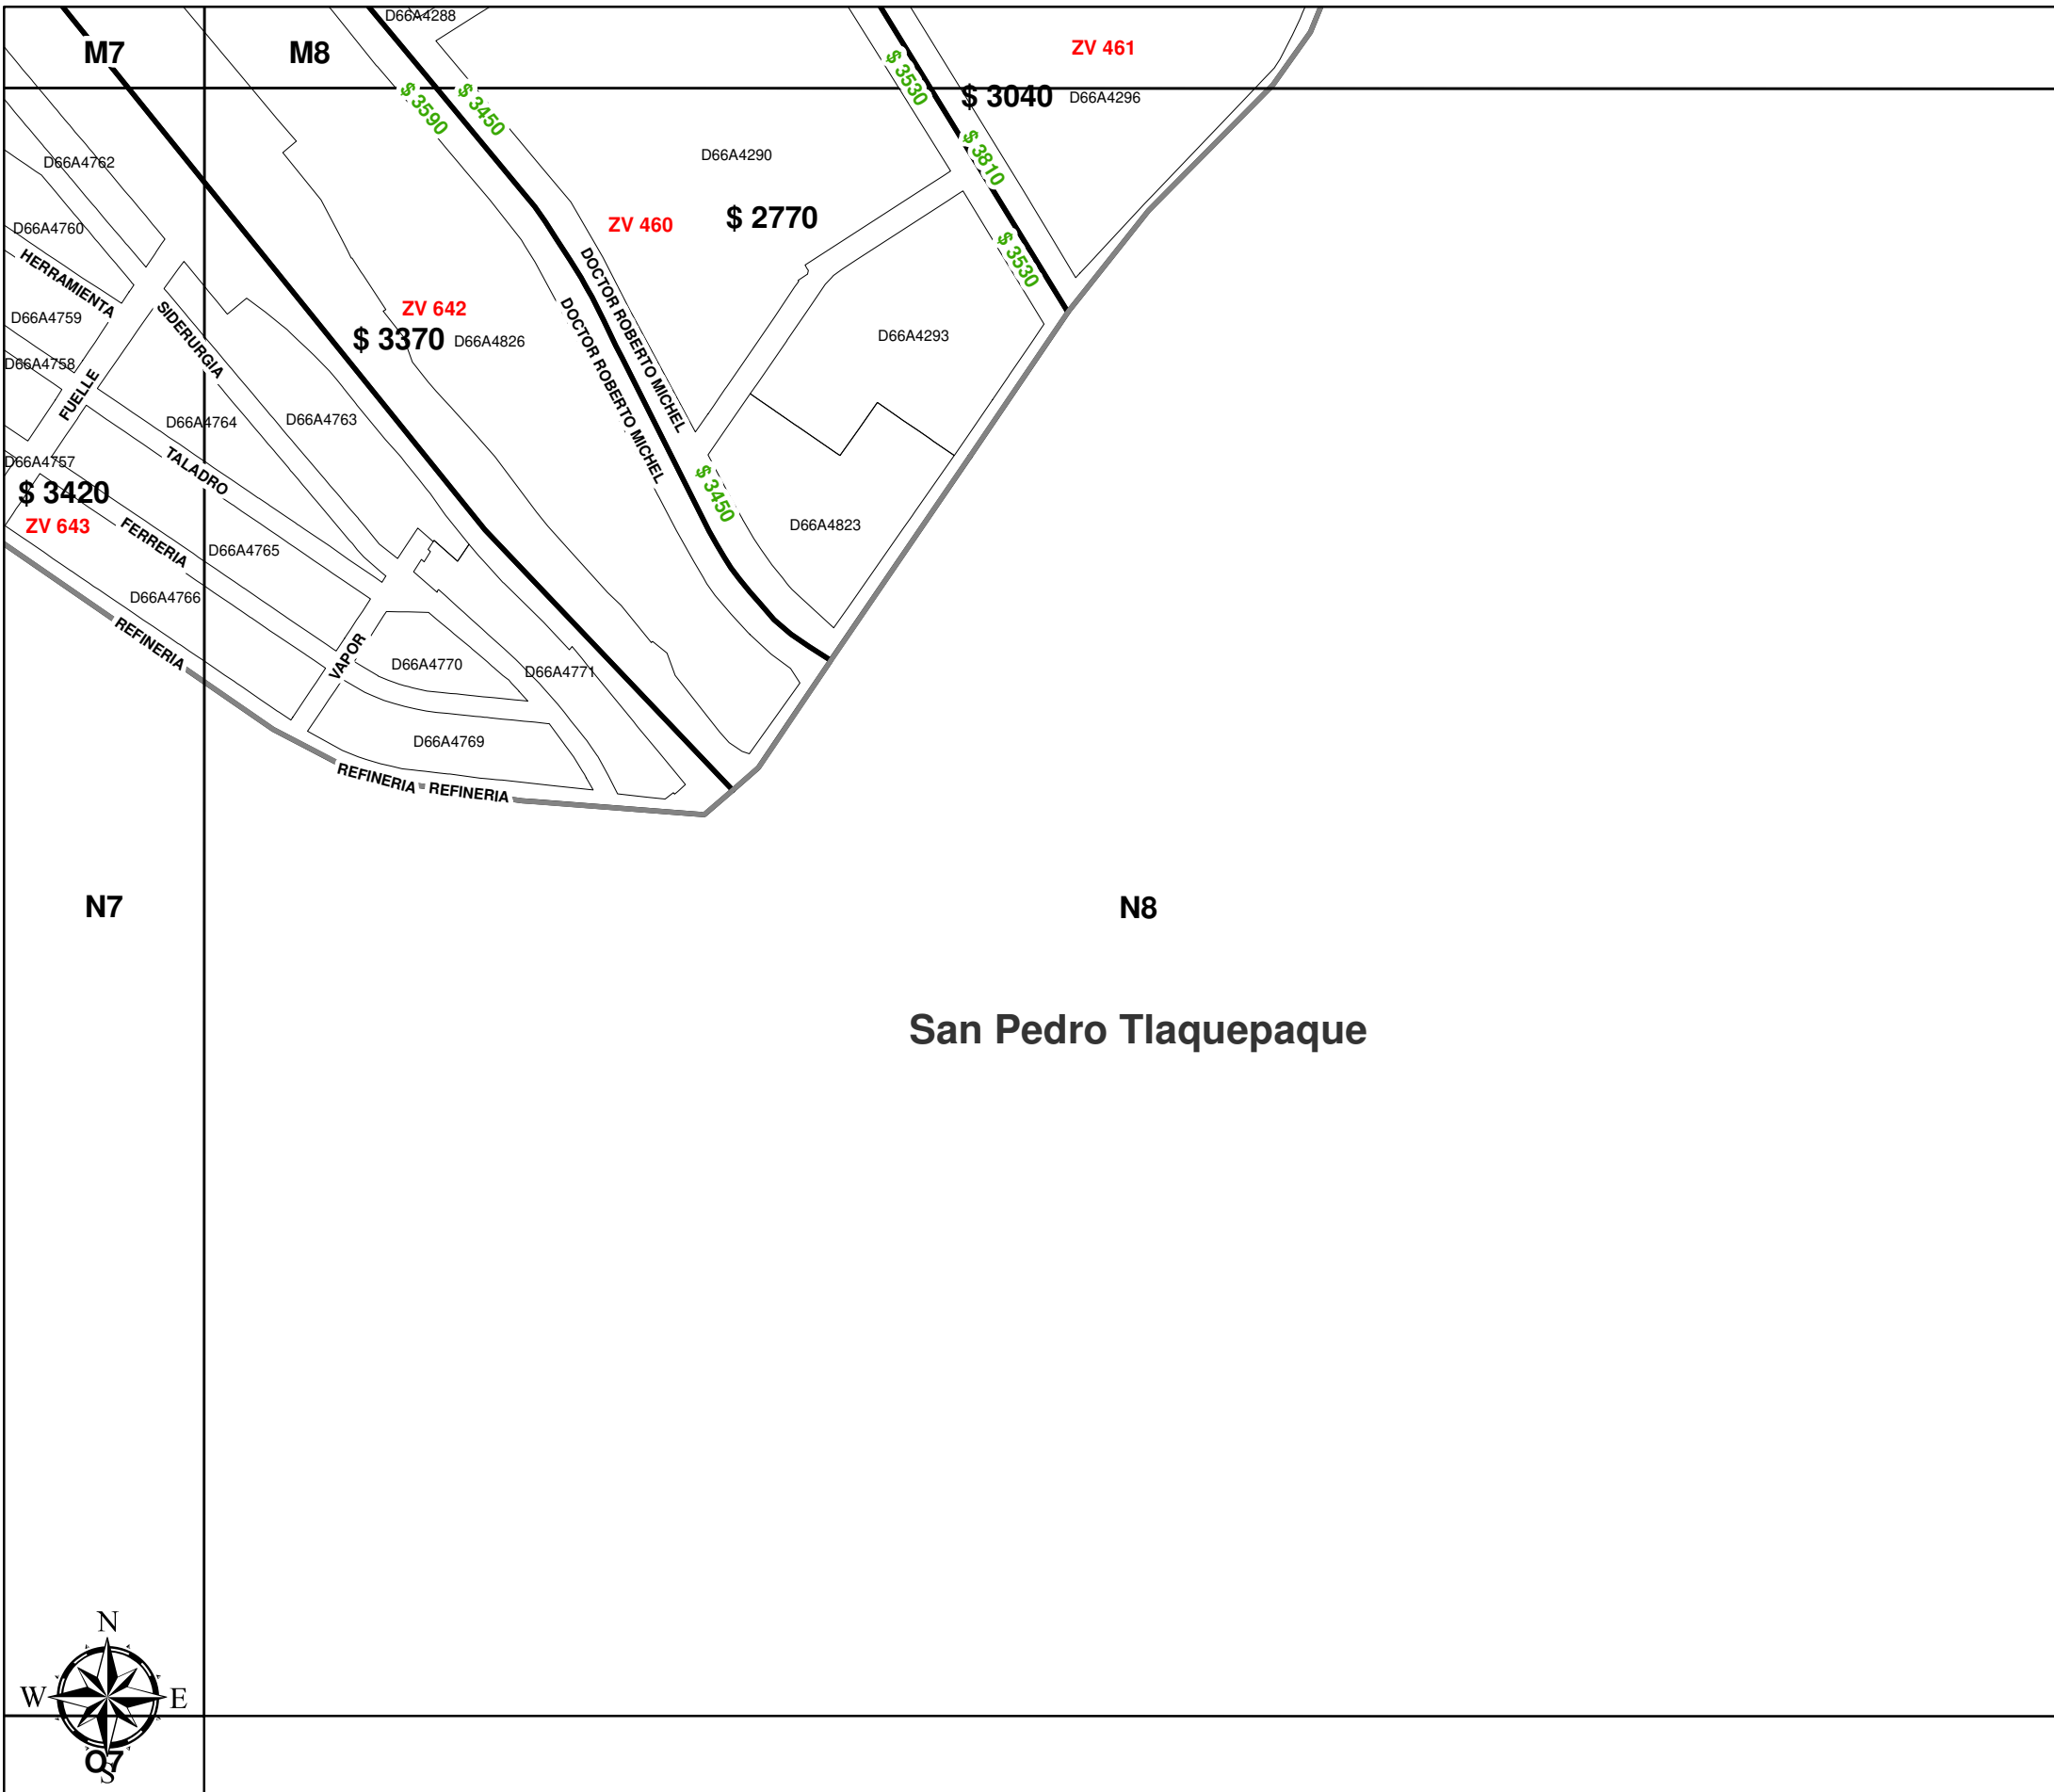 D66A4288
M7
M8
ZV 461
$ 3530
$ 3590
$ 3450
$ 3040
D66A4296
D66A4762
D66A4290
$ 3810
D66A4760
ZV 460
$ 2770
HERRAMIENTA
$ 3530
D66A4759
SIDERURGIA
ZV 642
$ 3370
D66A4826
DOCTOR ROBERTO MICHEL
DOCTOR ROBERTO MICHEL
D66A4293
D66A4758
FUELLE
D66A4764
D66A4763
D66A4757
TALADRO
$ 3420
ZV 643
$ 3450
D66A4823
FERRERIA
D66A4765
D66A4766
REFINERIA
VAPOR
D66A4770
D66A4771
D66A4769
REFINERIA
REFINERIA
N7
N8
San Pedro Tlaquepaque
N
W
E
O7
S